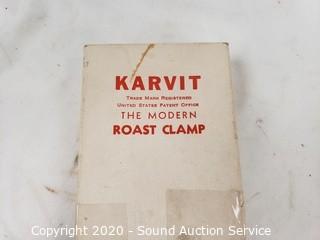 KARVIT
TRADE MARK REGISTERED
UNITED STATES PATENT OFFICE
THE MODERN
ROAST CLAMP
Copyright 2020 - Sound Auction Service